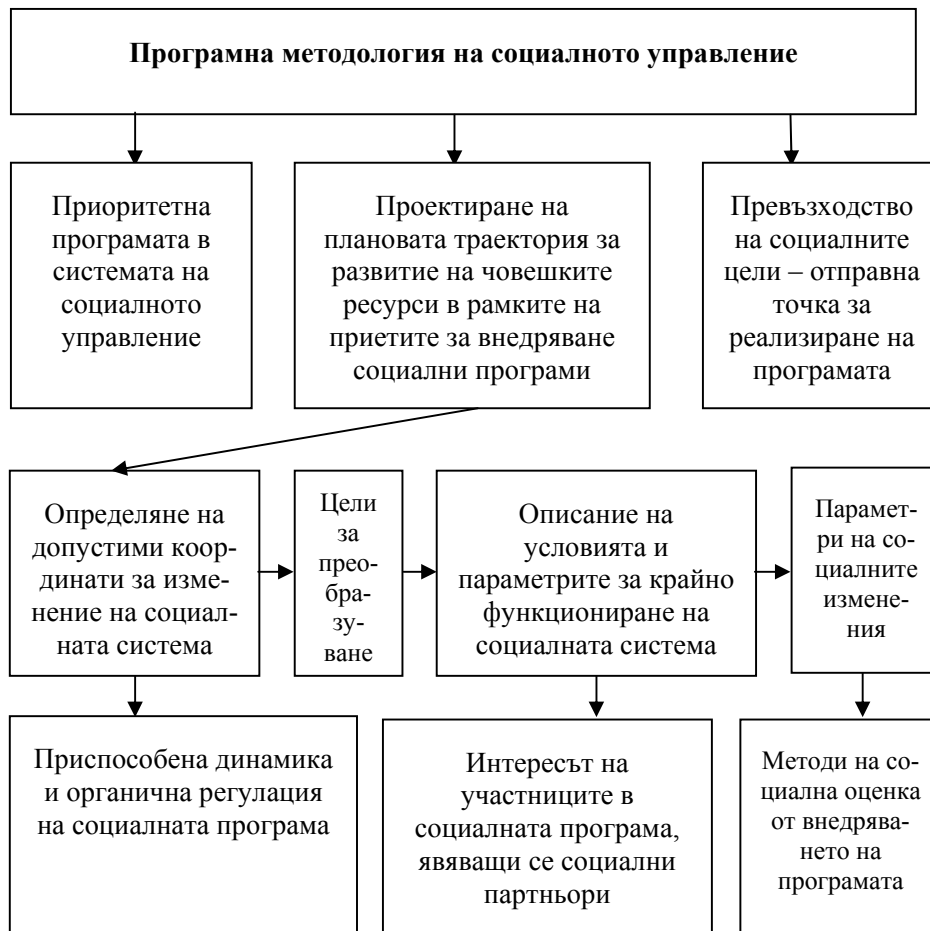 Програмна методология на социалното управление
Приоритетна
програмата в
системата на
социалното
управление
Проектиране на
плановата траектория за
развитие на човешките
ресурси в рамките на
приетите за внедряване
социални програми
Превъзходство
на социалните
цели – отправна
точка за
реализиране на
програмата
Определяне на
допустими коор-
динати за изме-
нение на социал-
ната система
Цели
за
прео-
бра-
зу-
ване
Описание на
условията и
параметрите за крайно
функциониране на
социалната система
Парамет-
ри на со-
циалните
измене-
ния
Приспособена динамика
и органична регулация
на социалната програма
Интересът на
участниците в
социалната програма,
явяващи се социални
партньори
Методи на со-
циална оценка
от внедрява-
нето на
програмата